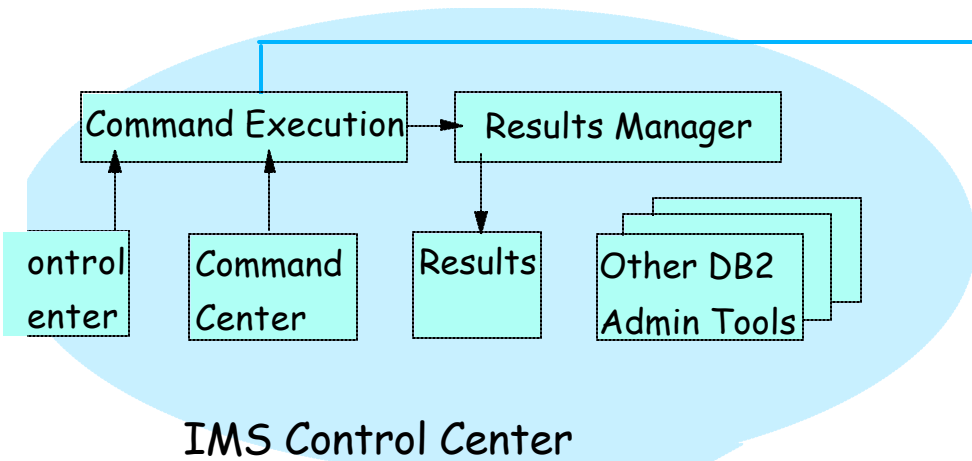 Command Execution
Results Manager
ontrol
enter
Command
Center
Results
Other DB2
Admin Tools
IMS Control Center